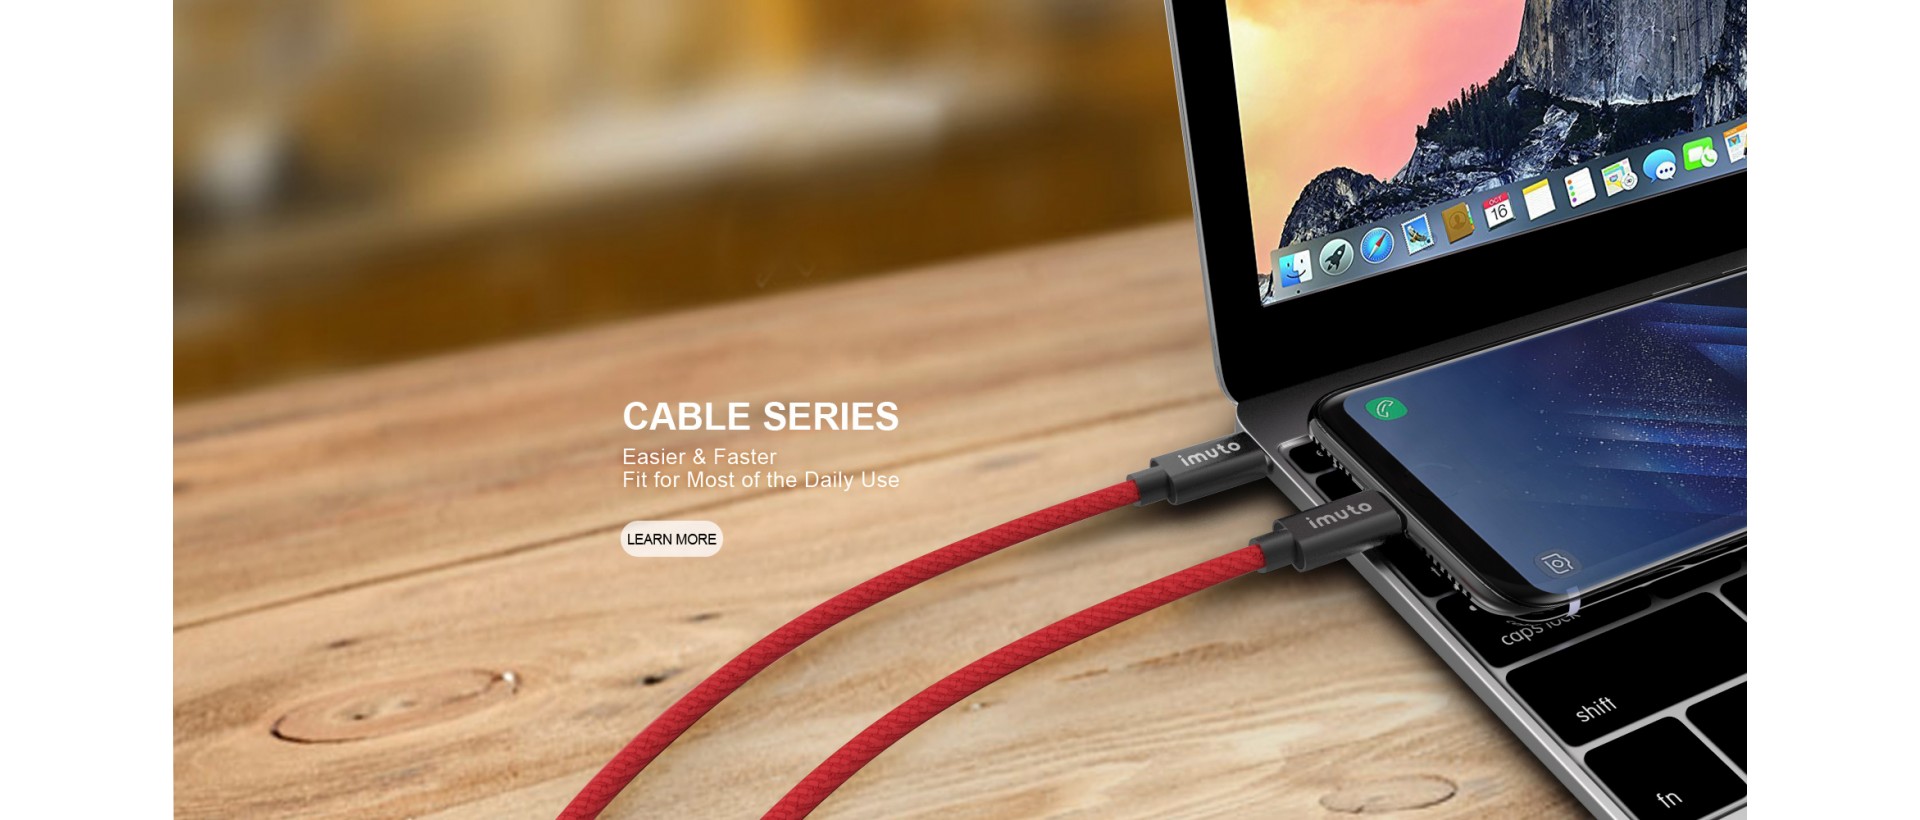 CABLE SERIES
Easier & Faster
Fit for Most of the Daily Use
LEARN MORE
imuto
imuto
OCT
16
caps lock
shift
fn